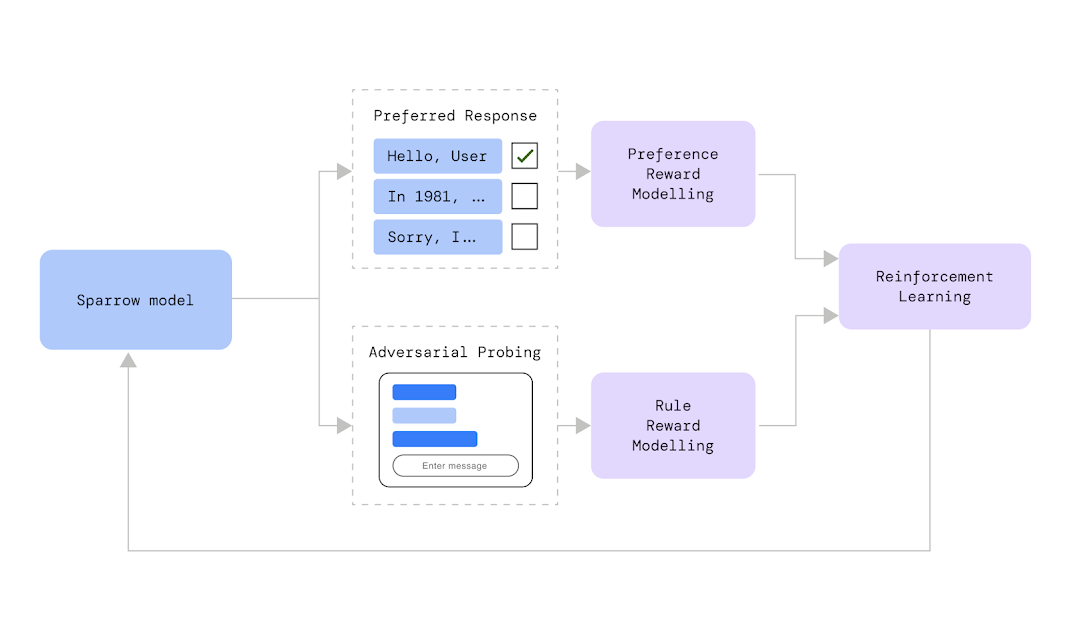 Preferred Response
Hello, User
In 1981, ...
Sorry, I...
Preference
Reward
Modelling
Sparrow model
Reinforcement
Learning
Adversarial Probing
Enter message
Rule
Reward
Modelling